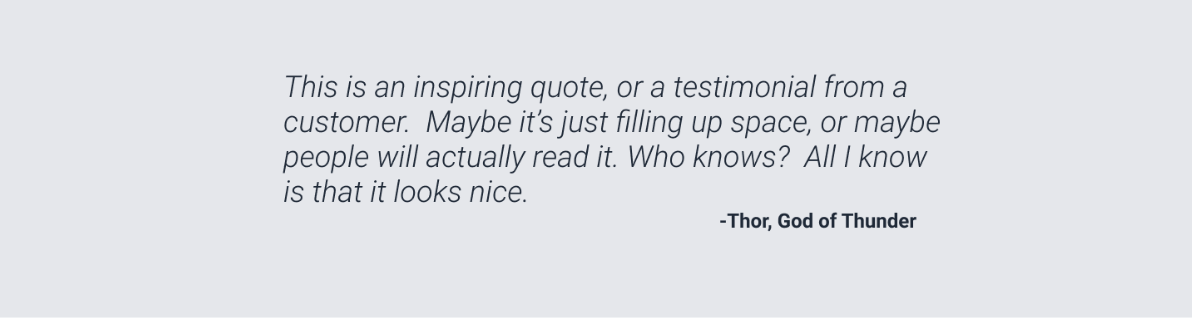 This is an inspiring quote, or a testimonial from a
customer.  Maybe it’s just filling up space, or maybe
people will actually read it. Who knows?  All I know
is that it looks nice.
-Thor, God of Thunder